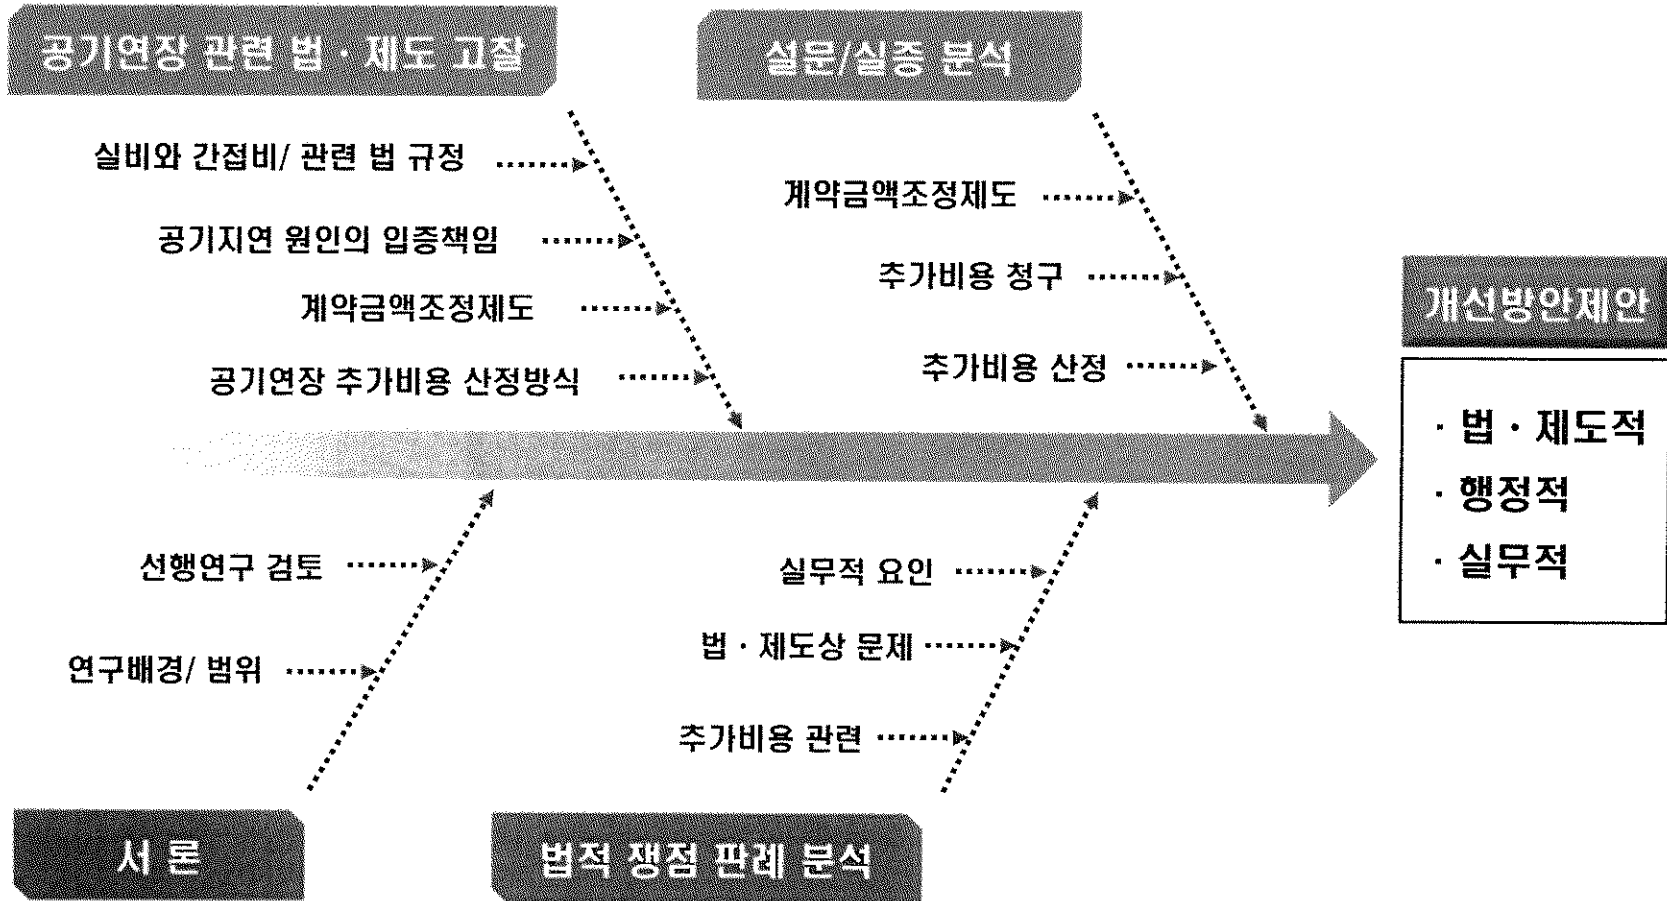 공기연장 관련 법 · 제도 고찰
실비와 간접비/ 관련 법 규정
공기지연 원인의 입증책임
계약금액조정제도
공기연장 추가비용 산정방식
설문/실증 분석
계약금액조정제도
추가비용 청구
추가비용 산정
개선방안제안
· 법 · 제도적
· 행정적
· 실무적
선행연구 검토
연구배경/ 범위
서 론
실무적 요인
법 · 제도상 문제
추가비용 관련
법적 쟁점 판례 분석